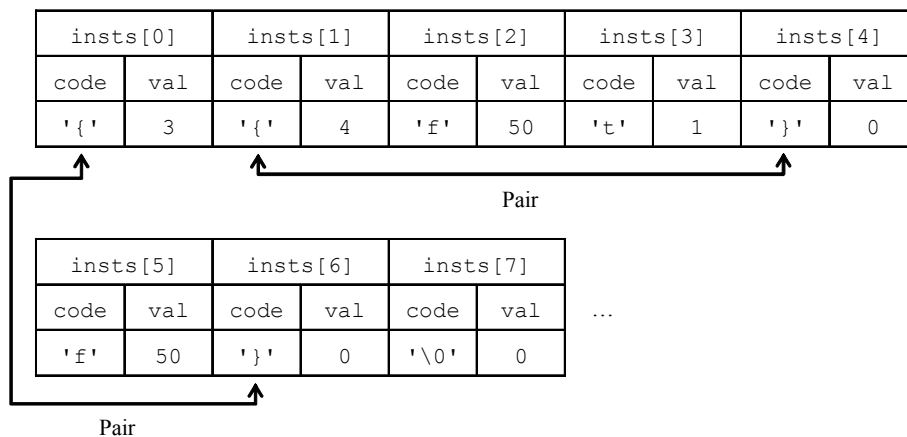 insts[0] insts[1] insts[2] insts[3] insts[4]
code val code val code val code val code val
'{' 3 '{' 4 'f' 50 't' 1 '}' 0
Pair
insts[5] insts[6] insts[7]
code val code val code val …
'f' 50 '}' 0 '\0' 0
Pair